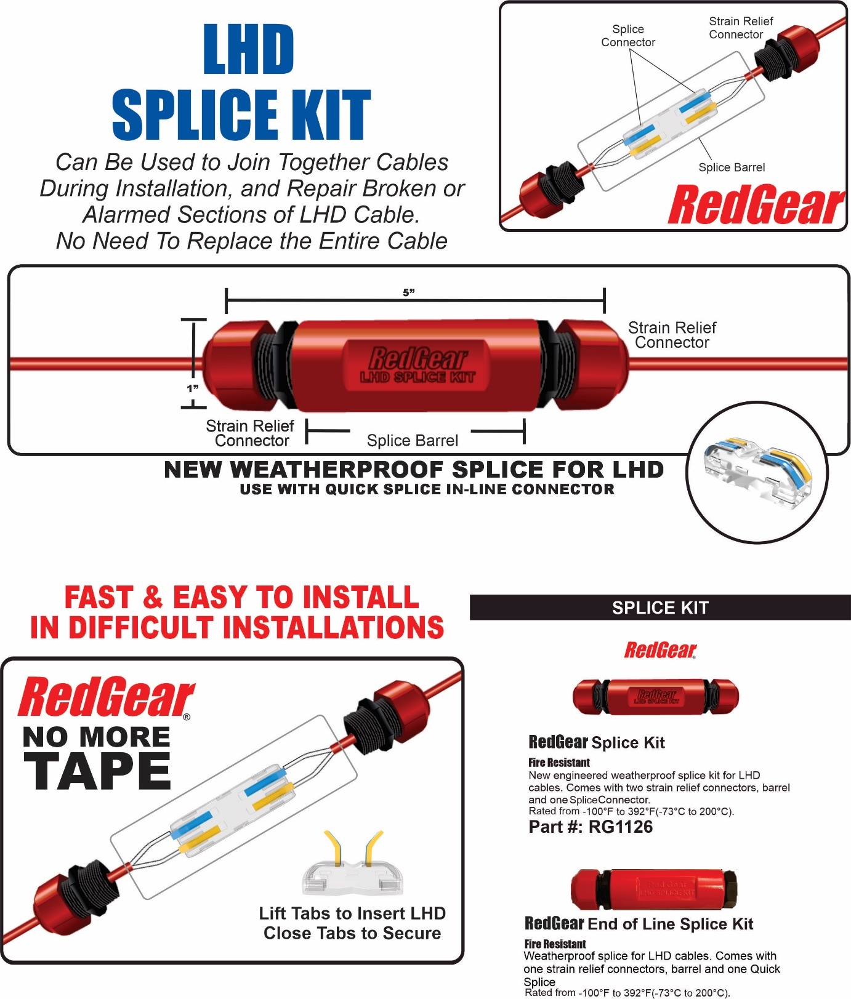 LHD
SPLICE KIT
Can Be Used to Join Together Cables
During Installation, and Repair Broken or
Alarmed Sections of LHD Cable.
No Need To Replace the Entire Cable
Splice
Connector
Strain Relief
Connector
Splice Barrel
RedGear
5”
1”
Strain Relief
Connector
RedGear
LHD SPLICE KIT
Strain Relief
Connector
Splice Barrel
NEW WEATHERPROOF SPLICE FOR LHD
USE WITH QUICK SPLICE IN-LINE CONNECTOR
FAST & EASY TO INSTALL
IN DIFFICULT INSTALLATIONS
RedGear®
NO MORE
TAPE
Lift Tabs to Insert LHD
Close Tabs to Secure
SPLICE KIT
RedGear®
RedGear
LHD SPLICE KIT
RedGear Splice Kit
Fire Resistant
New engineered weatherproof splice kit for LHD
cables. Comes with two strain relief connectors, barrel
and one SpliceConnector.
Rated from -100°F to 392°F(-73°C to 200°C).
Part #: RG1126
Red Gear
LHD SPLICE KIT
RedGear End of Line Splice Kit
Fire Resistant
Weatherproof splice for LHD cables. Comes with
one strain relief connectors, barrel and one Quick
Splice
Rated from -100°F to 392°F(-73°C to 200°C).